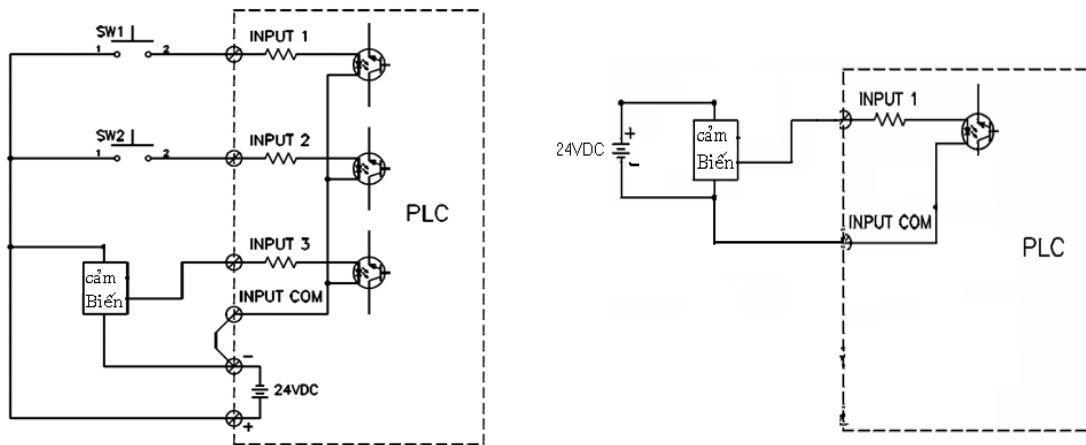 SW1
1
2
INPUT 1
SW2
1
2
INPUT 2
PLC
INPUT 3
cảm
Biến
INPUT COM
-
24VDC
+
INPUT 1
+
24VDC
-
cảm
Biến
INPUT COM
PLC